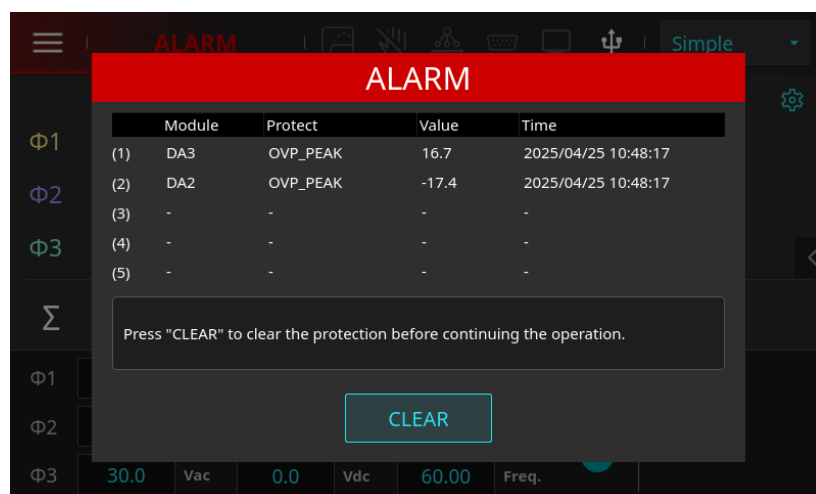 ALARM Simple
ALARM
Module Protect Value Time
(1) DA3 OVP_PEAK 16.7 2025/04/25 10:48:17
(2) DA2 OVP_PEAK -17.4 2025/04/25 10:48:17
(3) - - - -
(4) - - - -
(5) - - - -
Φ1
Φ2
Φ3
Σ
Press "CLEAR" to clear the protection before continuing the operation.
CLEAR
Φ1
Φ2
Φ3 30.0 Vac 0.0 Vdc 60.00 Freq.